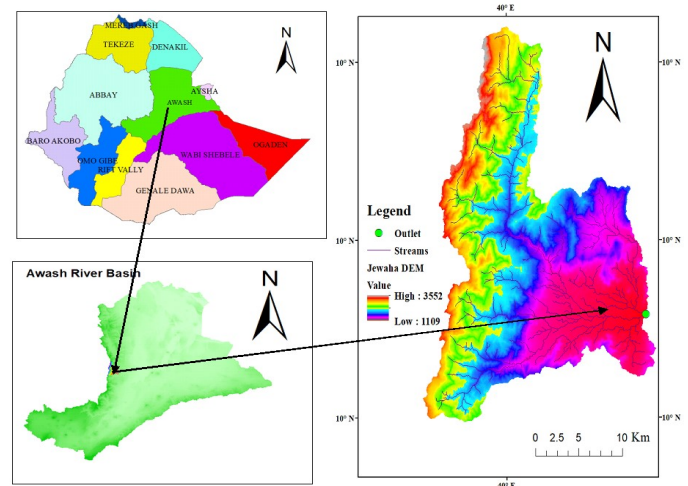 MEREB GASH
TEKEZE
DENAKIL
N
ABBAY
AYSHA
AWASH
BARO AKOBO
OGADEN
OMO GIBE
WABI SHEBELE
RIFT VALLY
GENALE DAWA
Awash River Basin
N
40° E
N
10° N
10° N
Legend
Outlet
Streams
10° N
10° N
Jewaha DEM
Value
High : 3552
Low : 1109
10° N
10° N
0 2.5 5 10 Km
40° E